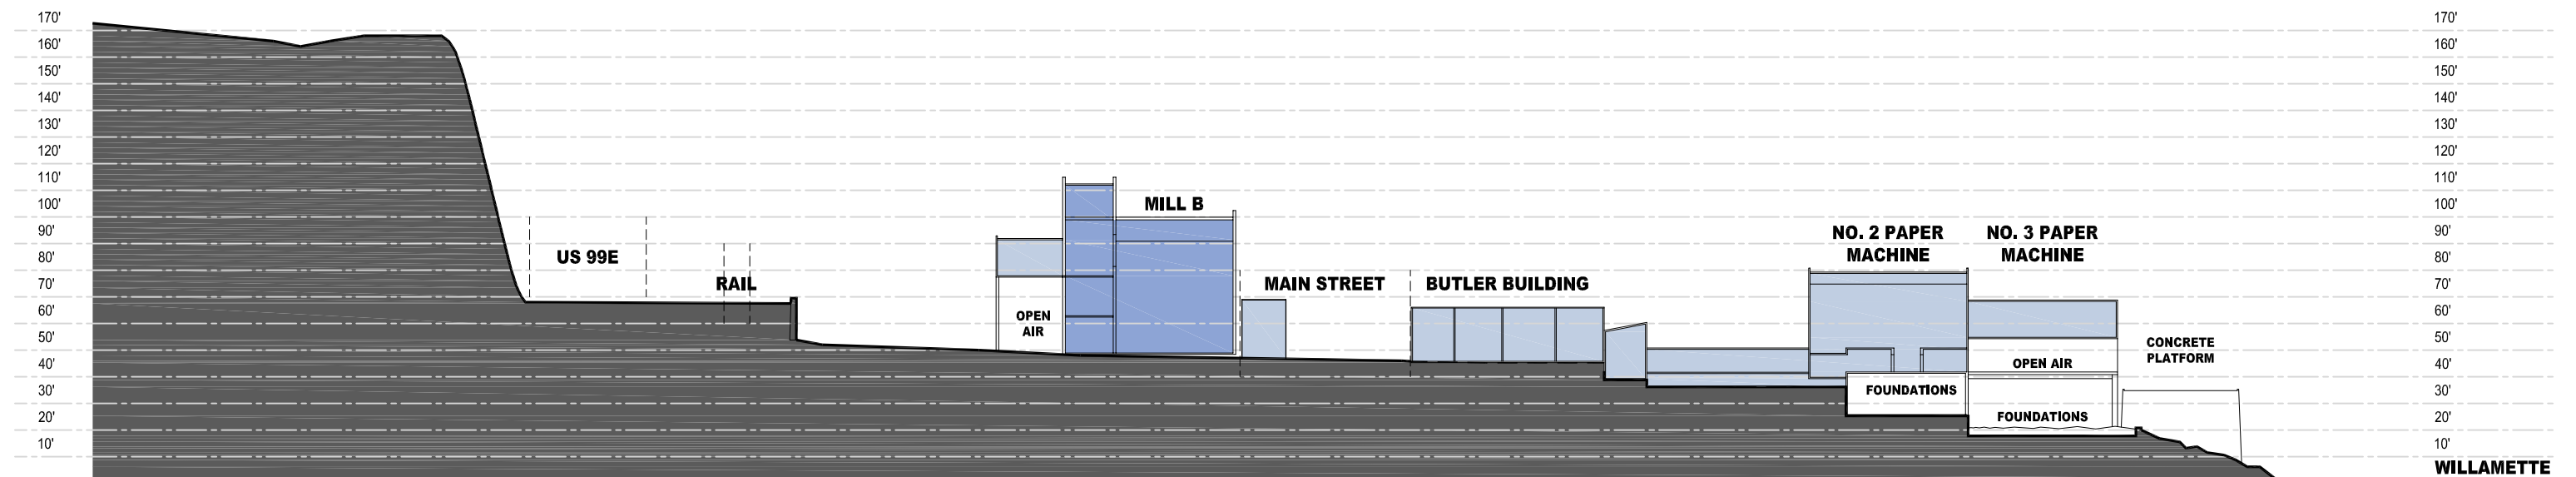 170'
160'
150'
140'
130'
120'
110'
100'
90'
80'
70'
60'
50'
40'
30'
20'
10'
US 99E
RAIL
OPEN
AIR
MILL B
MAIN STREET
BUTLER BUILDING
NO. 2 PAPER
MACHINE
FOUNDATIONS
NO. 3 PAPER
MACHINE
OPEN AIR
FOUNDATIONS
CONCRETE
PLATFORM
170'
160'
150'
140'
130'
120'
110'
100'
90'
80'
70'
60'
50'
40'
30'
20'
10'
WILLAMETTE